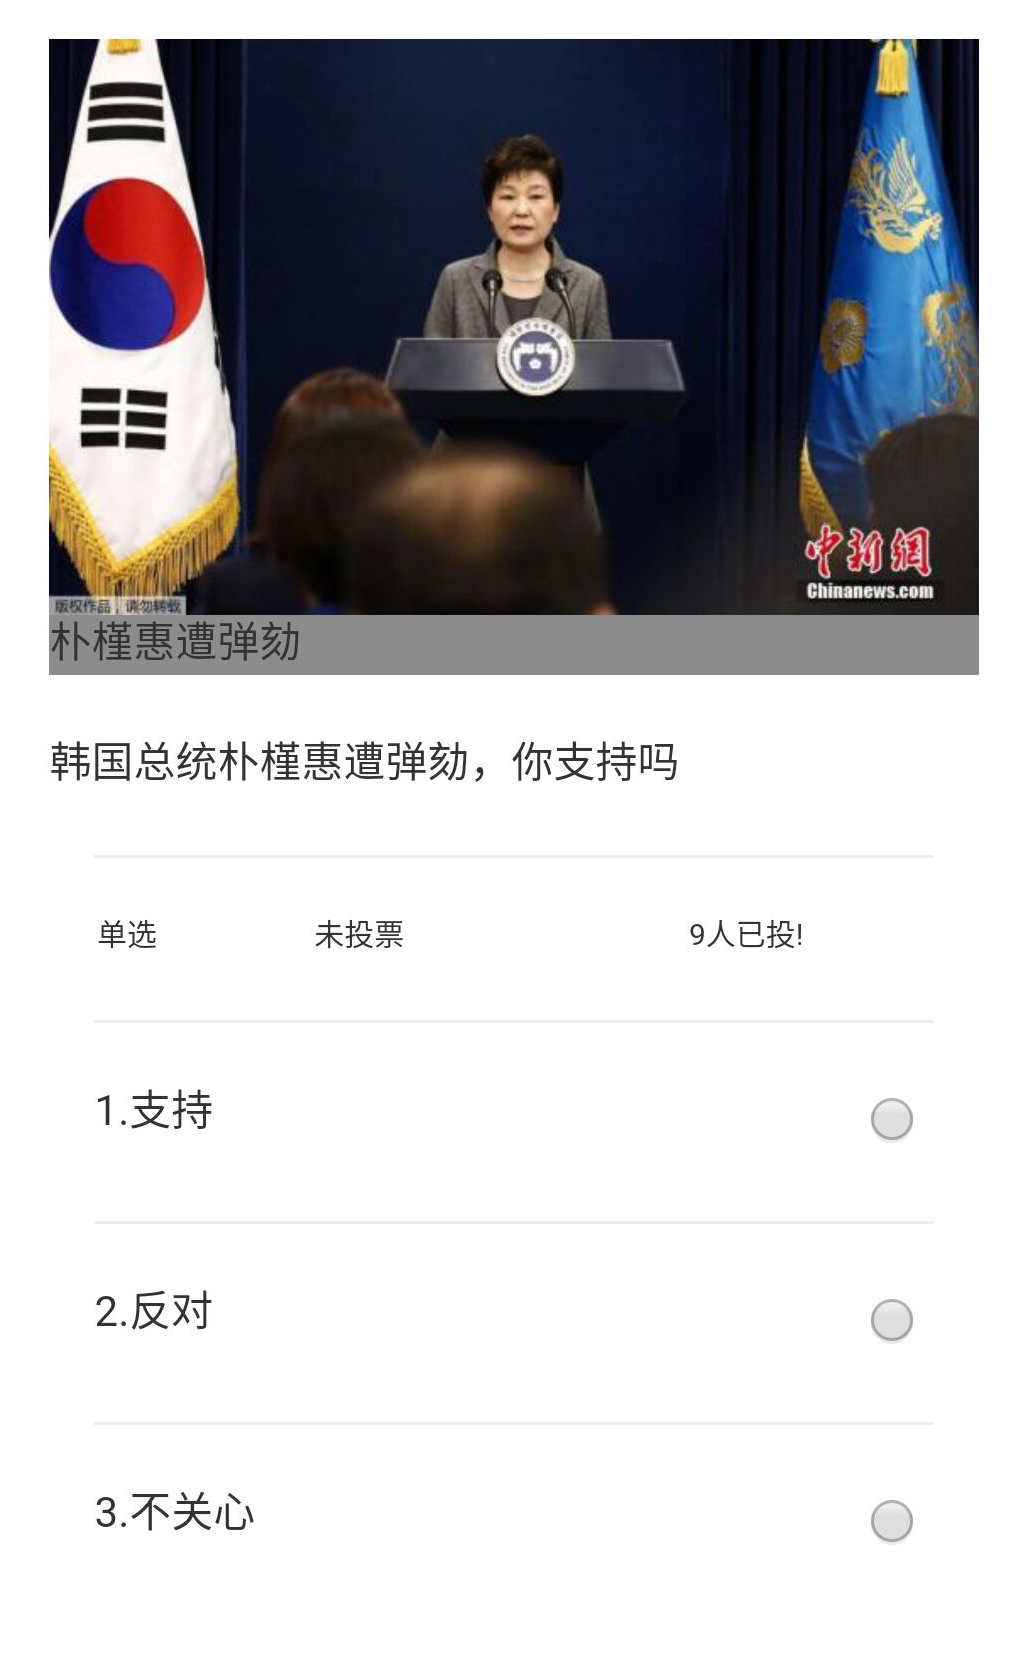 中新網
Chinanews.com
版权作品，请勿转载
朴槿惠遭弹劾
韩国总统朴槿惠遭弹劾，你支持吗
单选 未投票 9人已投!
1.支持
2.反对
3.不关心